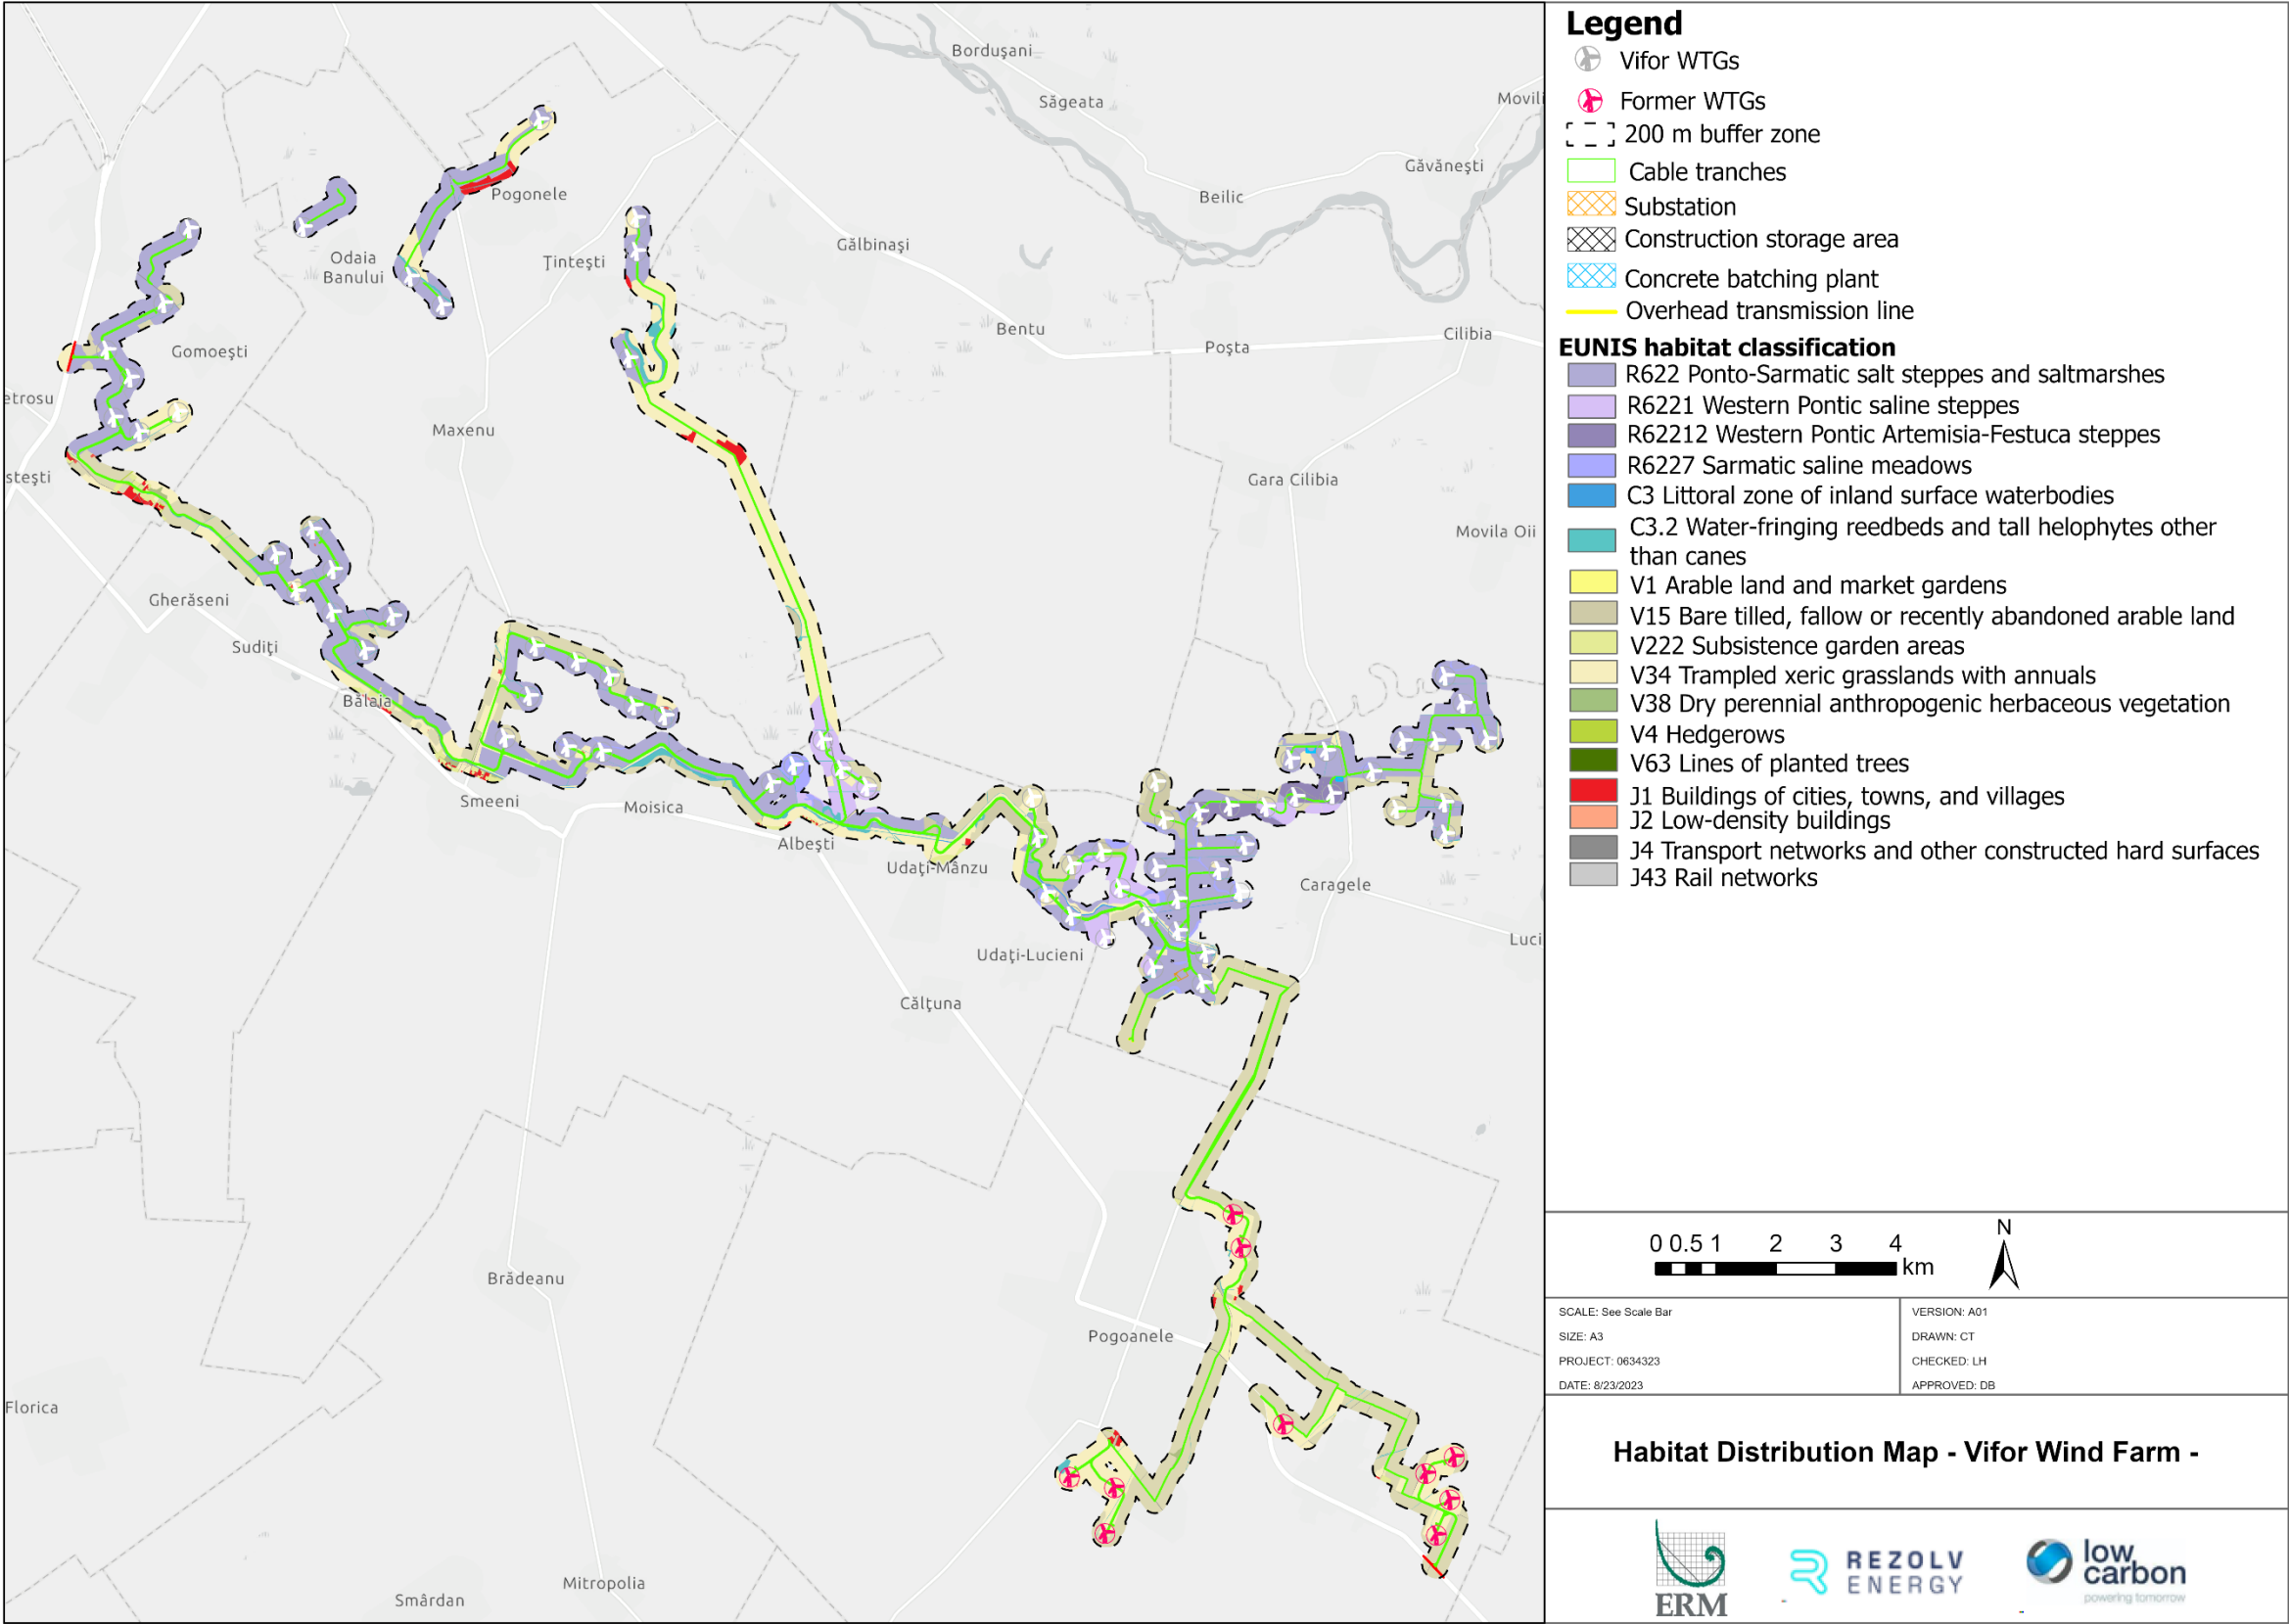 Borduşani
Săgeata
Movili
Găvăneşti
Beilic
Pogonele
Gălbinaşi
Ţinteşti
Odaia
Banului
Bentu
Poşta
Cilibia
Gomoeşti
etrosu
Maxenu
steşti
Gara Cilibia
Movila Oii
Gherăseni
Sudiţi
Bălaia
Smeeni
Moisica
Albeşti
Udaţi-Mânzu
Caragele
Udaţi-Lucieni
Luci
Călţuna
Brădeanu
Pogoanele
Florica
Mitropolia
Smârdan
Legend
Vifor WTGs
Former WTGs
200 m buffer zone
Cable tranches
Substation
Construction storage area
Concrete batching plant
Overhead transmission line
EUNIS habitat classification
R622 Ponto-Sarmatic salt steppes and saltmarshes
R6221 Western Pontic saline steppes
R62212 Western Pontic Artemisia-Festuca steppes
R6227 Sarmatic saline meadows
C3 Littoral zone of inland surface waterbodies
C3.2 Water-fringing reedbeds and tall helophytes other
than canes
V1 Arable land and market gardens
V15 Bare tilled, fallow or recently abandoned arable land
V222 Subsistence garden areas
V34 Trampled xeric grasslands with annuals
V38 Dry perennial anthropogenic herbaceous vegetation
V4 Hedgerows
V63 Lines of planted trees
J1 Buildings of cities, towns, and villages
J2 Low-density buildings
J4 Transport networks and other constructed hard surfaces
J43 Rail networks
0 0.5 1 2 3 4
km
N
SCALE: See Scale Bar
SIZE: A3
PROJECT: 0634323
DATE: 8/23/2023
VERSION: A01
DRAWN: CT
CHECKED: LH
APPROVED: DB
Habitat Distribution Map - Vifor Wind Farm -
ERM
REZOLV
ENERGY
low
carbon
powering tomorrow